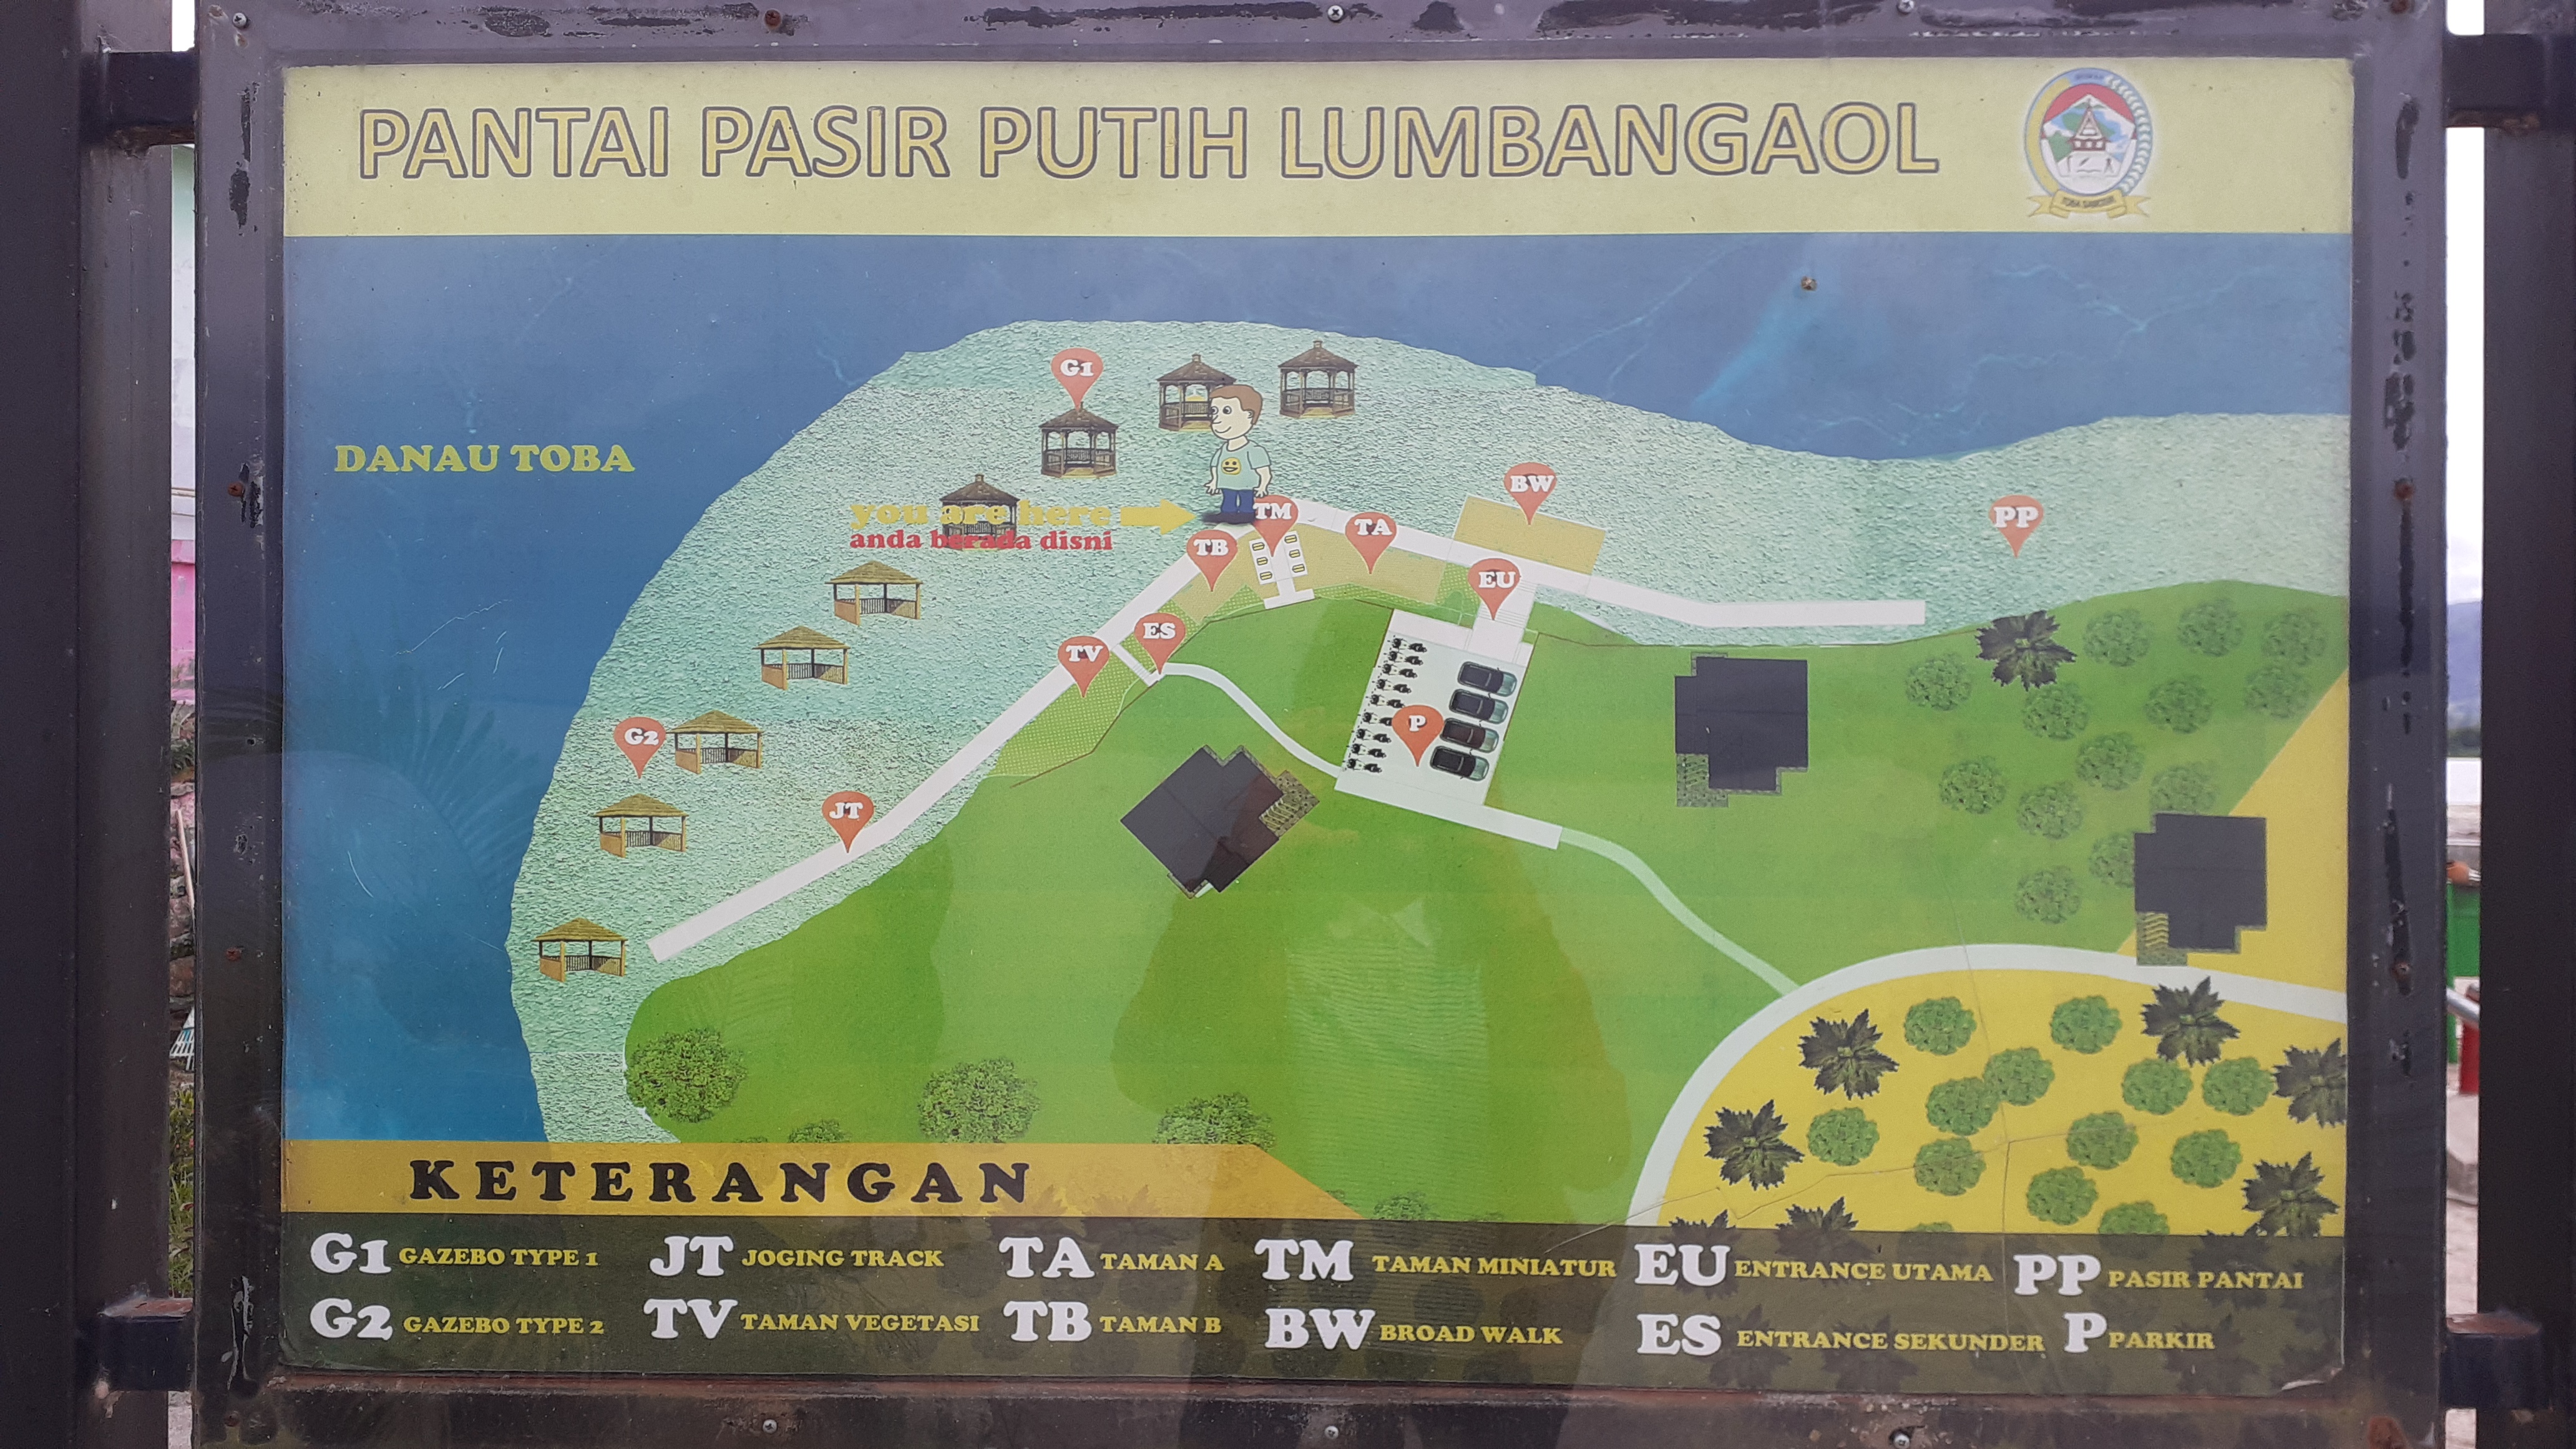 PANTAI PASIR PUTIH LUMBANGAOL
TOBA SAMOSIR
DANAU TOBA
G1
you are here
anda berada disni
TM
BW
TA
TB
PP
EU
ES
TV
G2
P
JT
KETERANGAN
G1 GAZEBO TYPE 1
JT JOGING TRACK
TA TAMAN A
TM TAMAN MINIATUR
EU ENTRANCE UTAMA
PP PASIR PANTAI
G2 GAZEBO TYPE 2
TV TAMAN VEGETASI
TB TAMAN B
BW BROAD WALK
ES ENTRANCE SEKUNDER
P PARKIR